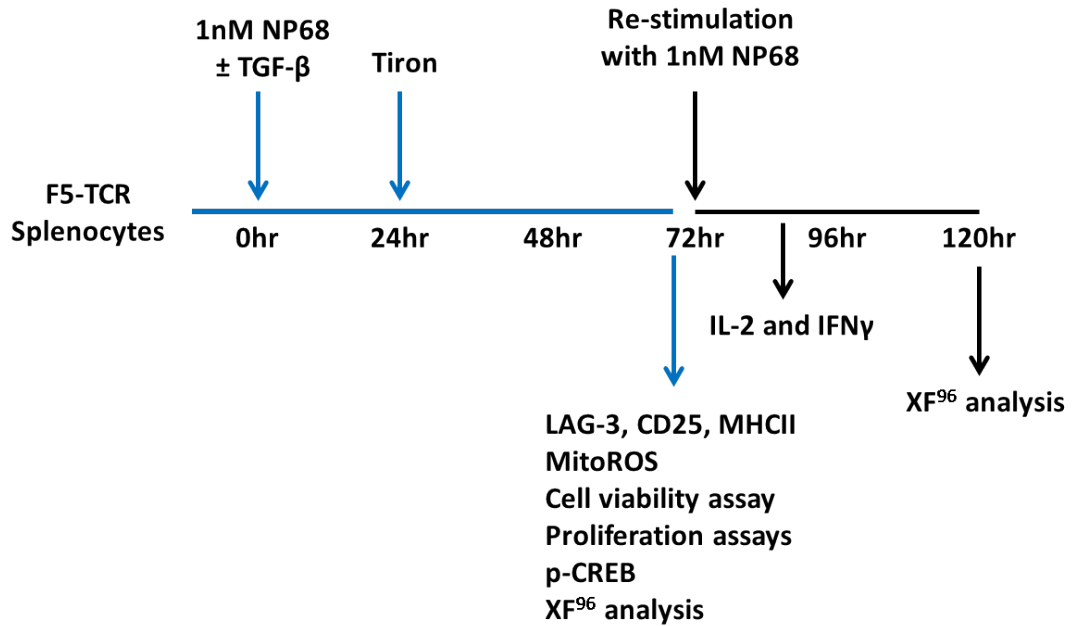 1nM NP68
± TGF-β
Tiron
Re-stimulation
with 1nM NP68
F5-TCR
Splenocytes
0hr
24hr
48hr
72hr
96hr
120hr
IL-2 and IFNγ
XF⁹⁶ analysis
LAG-3, CD25, MHCII
MitoROS
Cell viability assay
Proliferation assays
p-CREB
XF⁹⁶ analysis